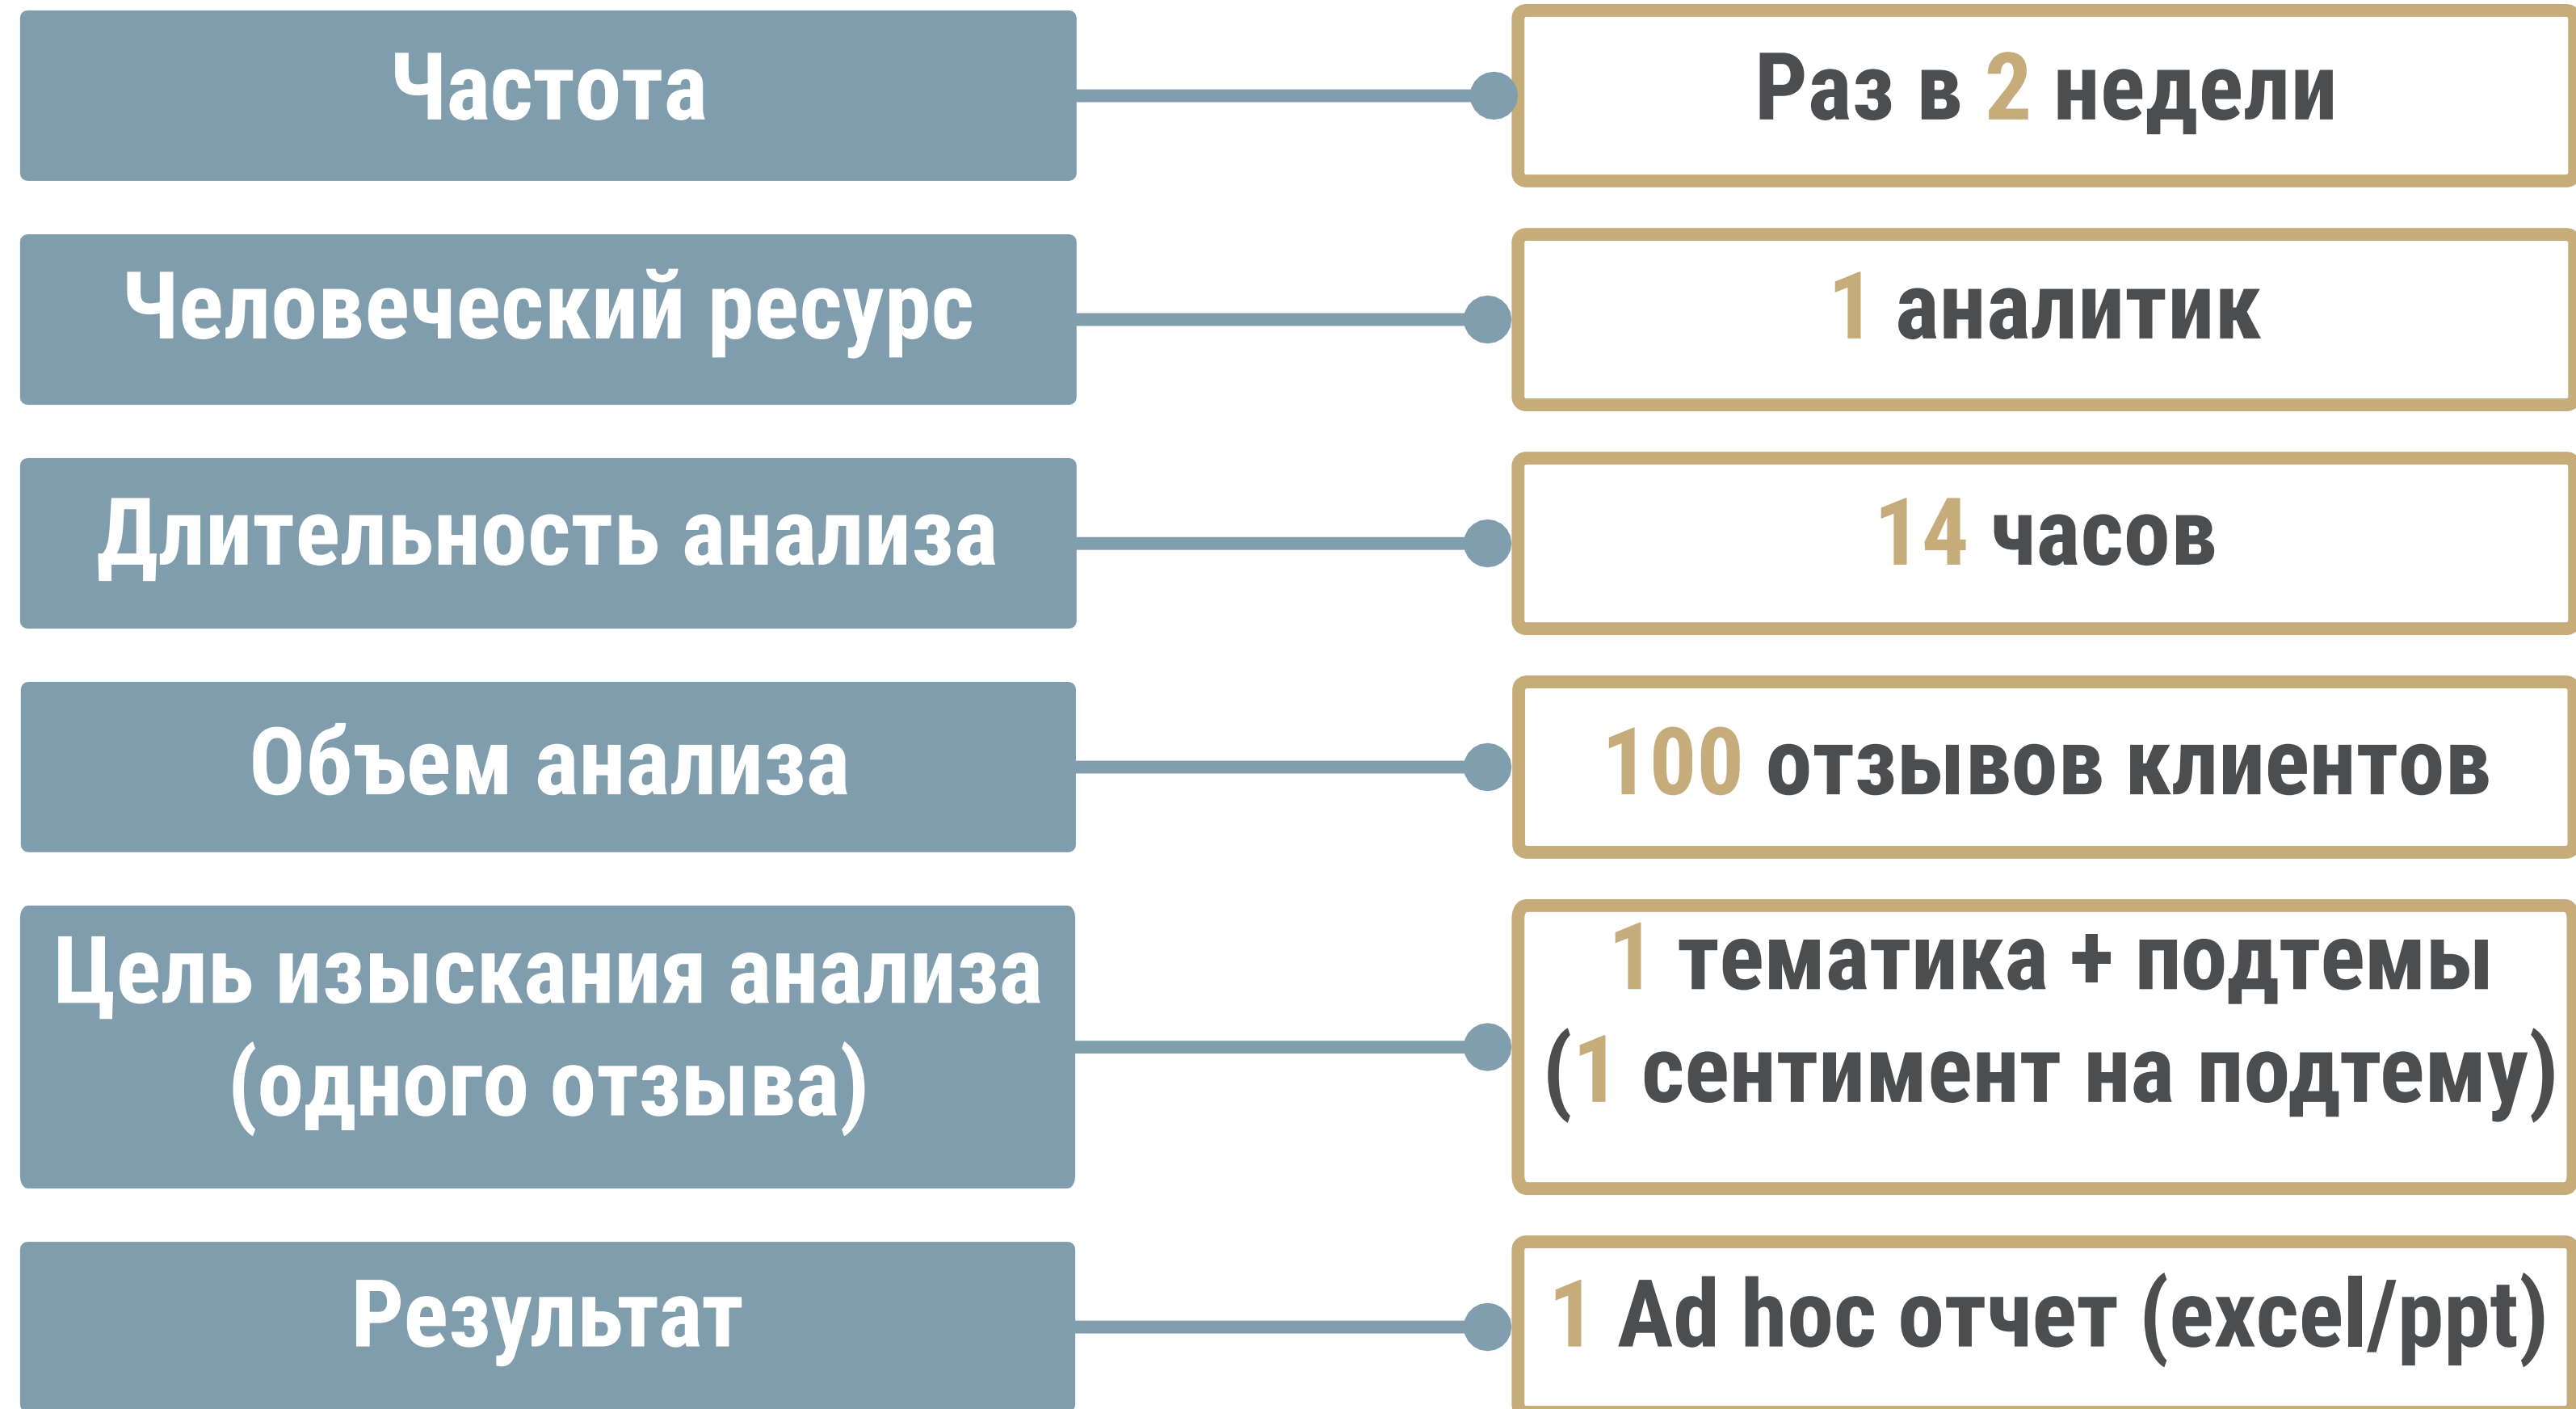 Частота
Раз в 2 недели
Человеческий ресурс
1 аналитик
Длительность анализа
14 часов
Объем анализа
100 отзывов клиентов
Цель изыскания анализа
(одного отзыва)
1 тематика + подтемы
(1 сентимент на подтему)
Результат
1 Ad hoc отчет (excel/ppt)